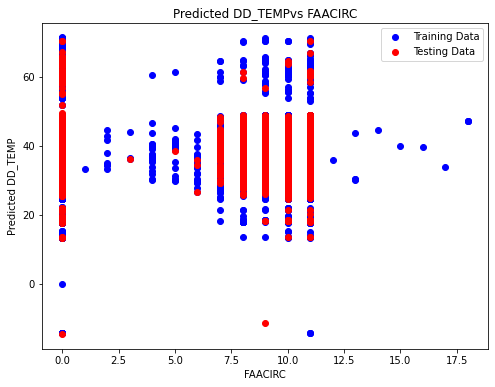 Predicted DD_TEMPvs FAACIRC
Training Data
Testing Data
Predicted DD_TEMP
60
40
20
0
0.0 2.5 5.0 7.5 10.0 12.5 15.0 17.5
FAACIRC